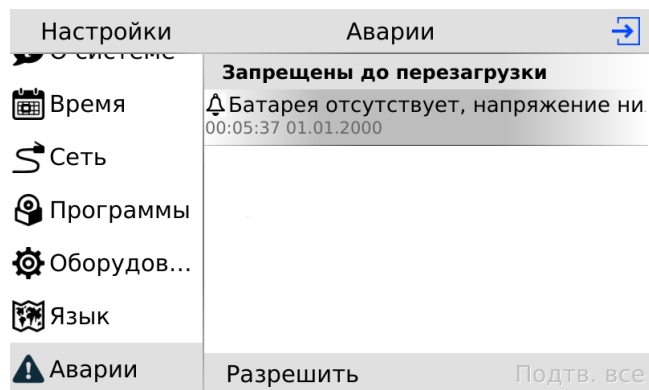 Настройки
Аварии
О системе
Время
Сеть
Программы
Оборудов...
Язык
Аварии
Запрещены до перезагрузки
Батарея отсутствует, напряжение ни
00:05:37 01.01.2000
Разрешить
Подтв. все